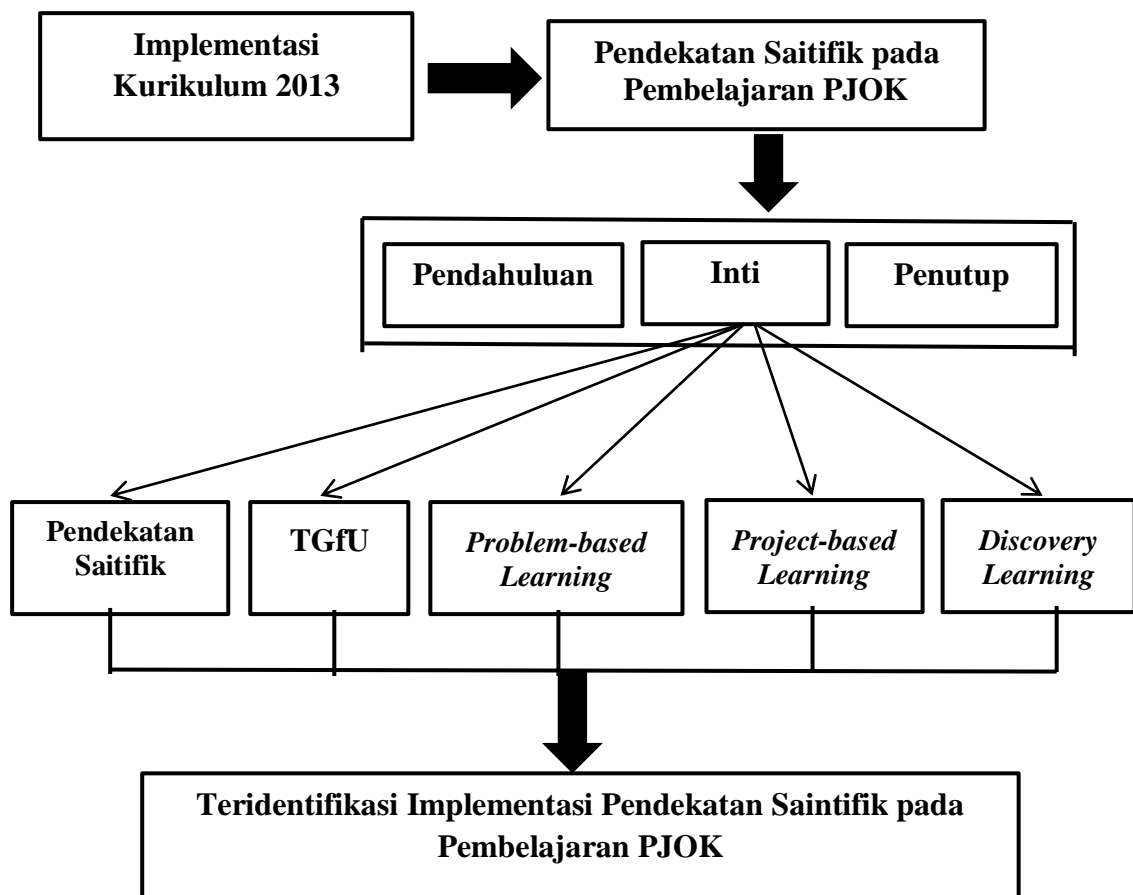 Implementasi
Kurikulum 2013
Pendekatan Saitifik pada
Pembelajaran PJOK
Pendahuluan
Inti
Penutup
Pendekatan
Saitifik
TGfU
Problem-based
Learning
Project-based
Learning
Discovery
Learning
Teridentifikasi Implementasi Pendekatan Saintifik pada
Pembelajaran PJOK